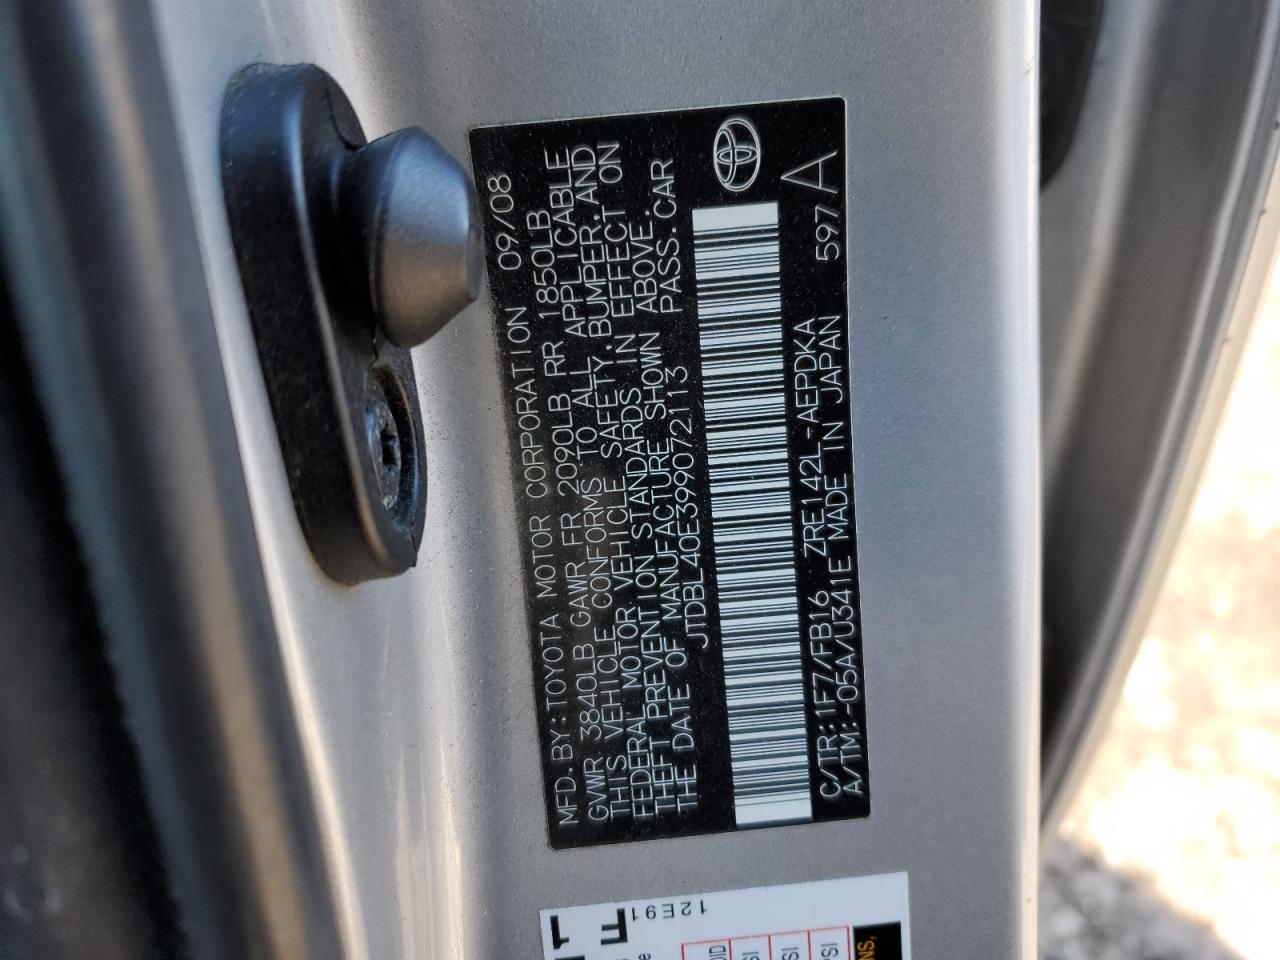 MFD. BY:TOYOTA MOTOR CORPORATION 09/08
GVWR 3840LB GAWR FR 2090LB RR 1850LB
THIS VEHICLE CONFORMS TO ALL APPLICABLE
FEDERAL MOTOR VEHICLE SAFETY.BUMPER.AND
THEFT PREVENTION STANDARDS IN EFFECT ON
THE DATE OF MANUFACTURE SHOWN ABOVE.
JTDBL40E399072113 PASS.CAR
C/TR:1F7/FB16 ZRE142L-AEPDKA 597 A
A/TM:-05A/U341E MADE IN JAPAN
12E91